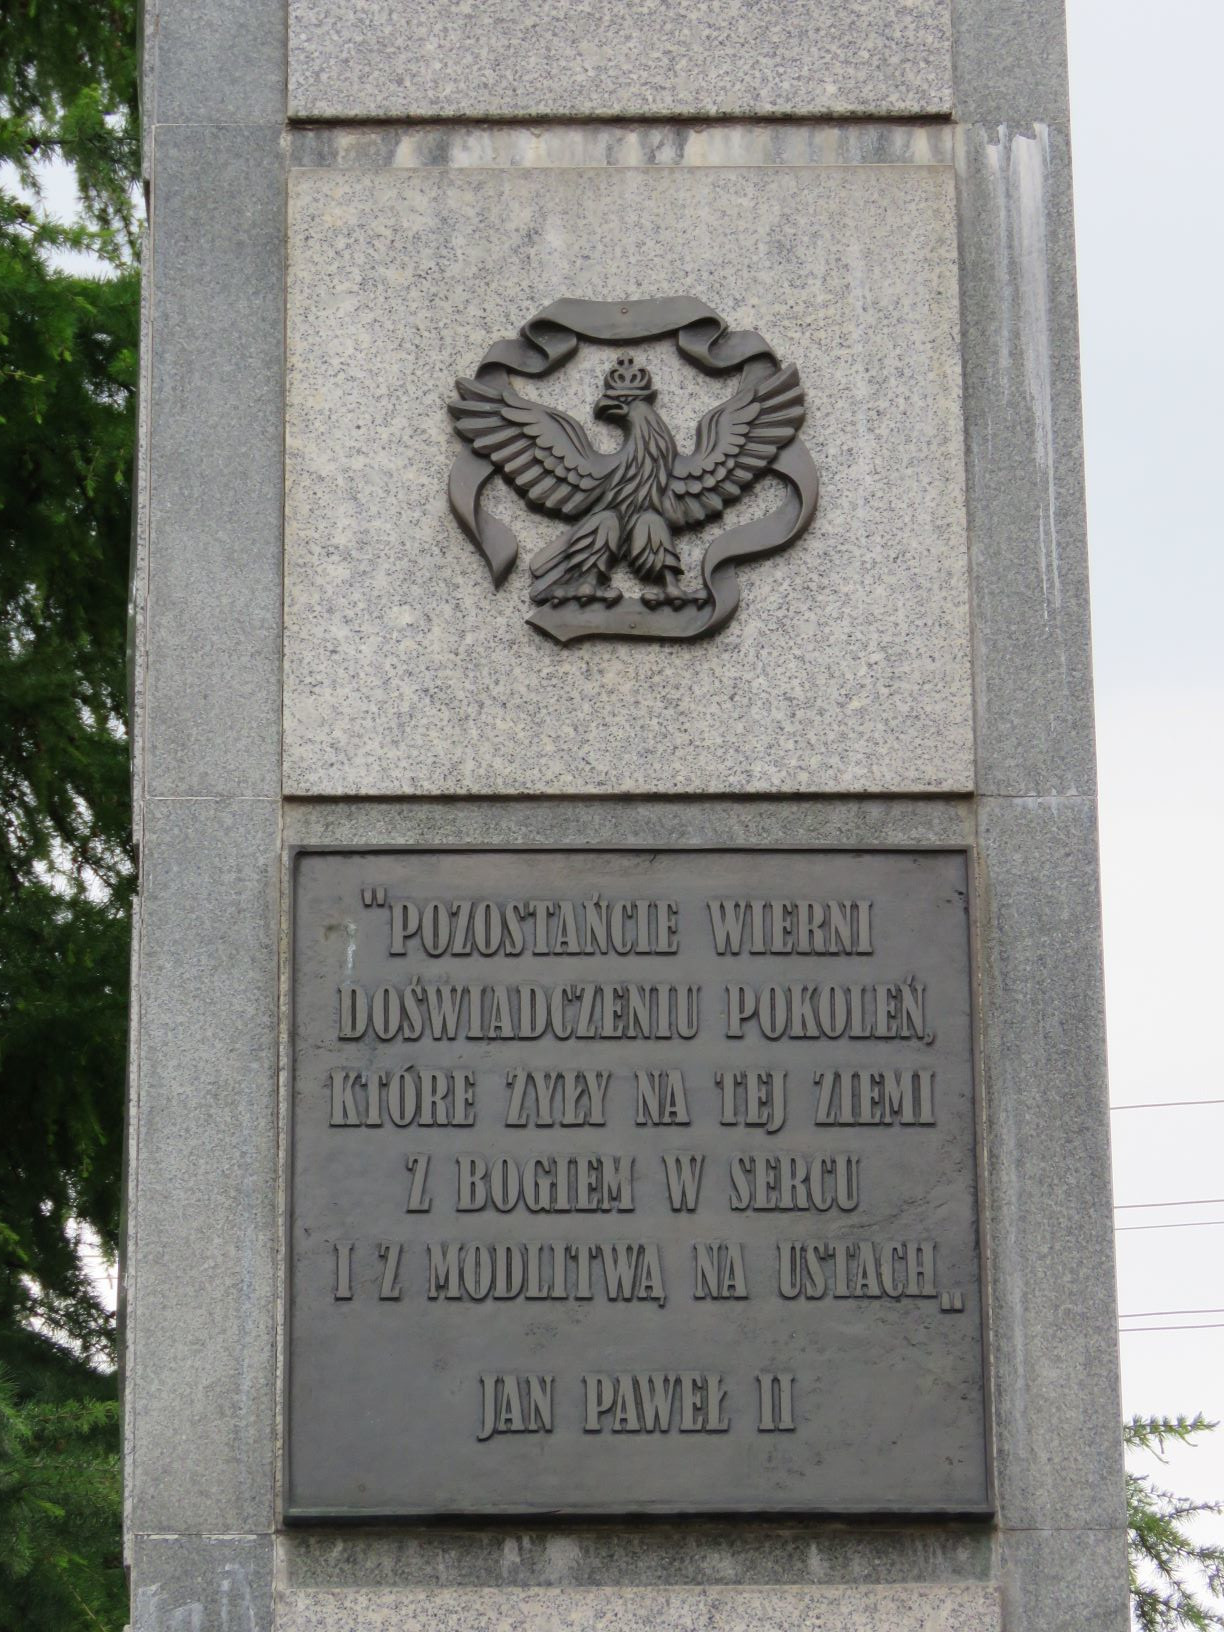 "POZOSTAŃCIE WIERNI
DOŚWIADCZENIU POKOLEŃ,
KTÓRE ŻYŁY NA TEJ ZIEMI
Z BOGIEM W SERCU
I Z MODLITWĄ NA USTACH„
JAN PAWEŁ II